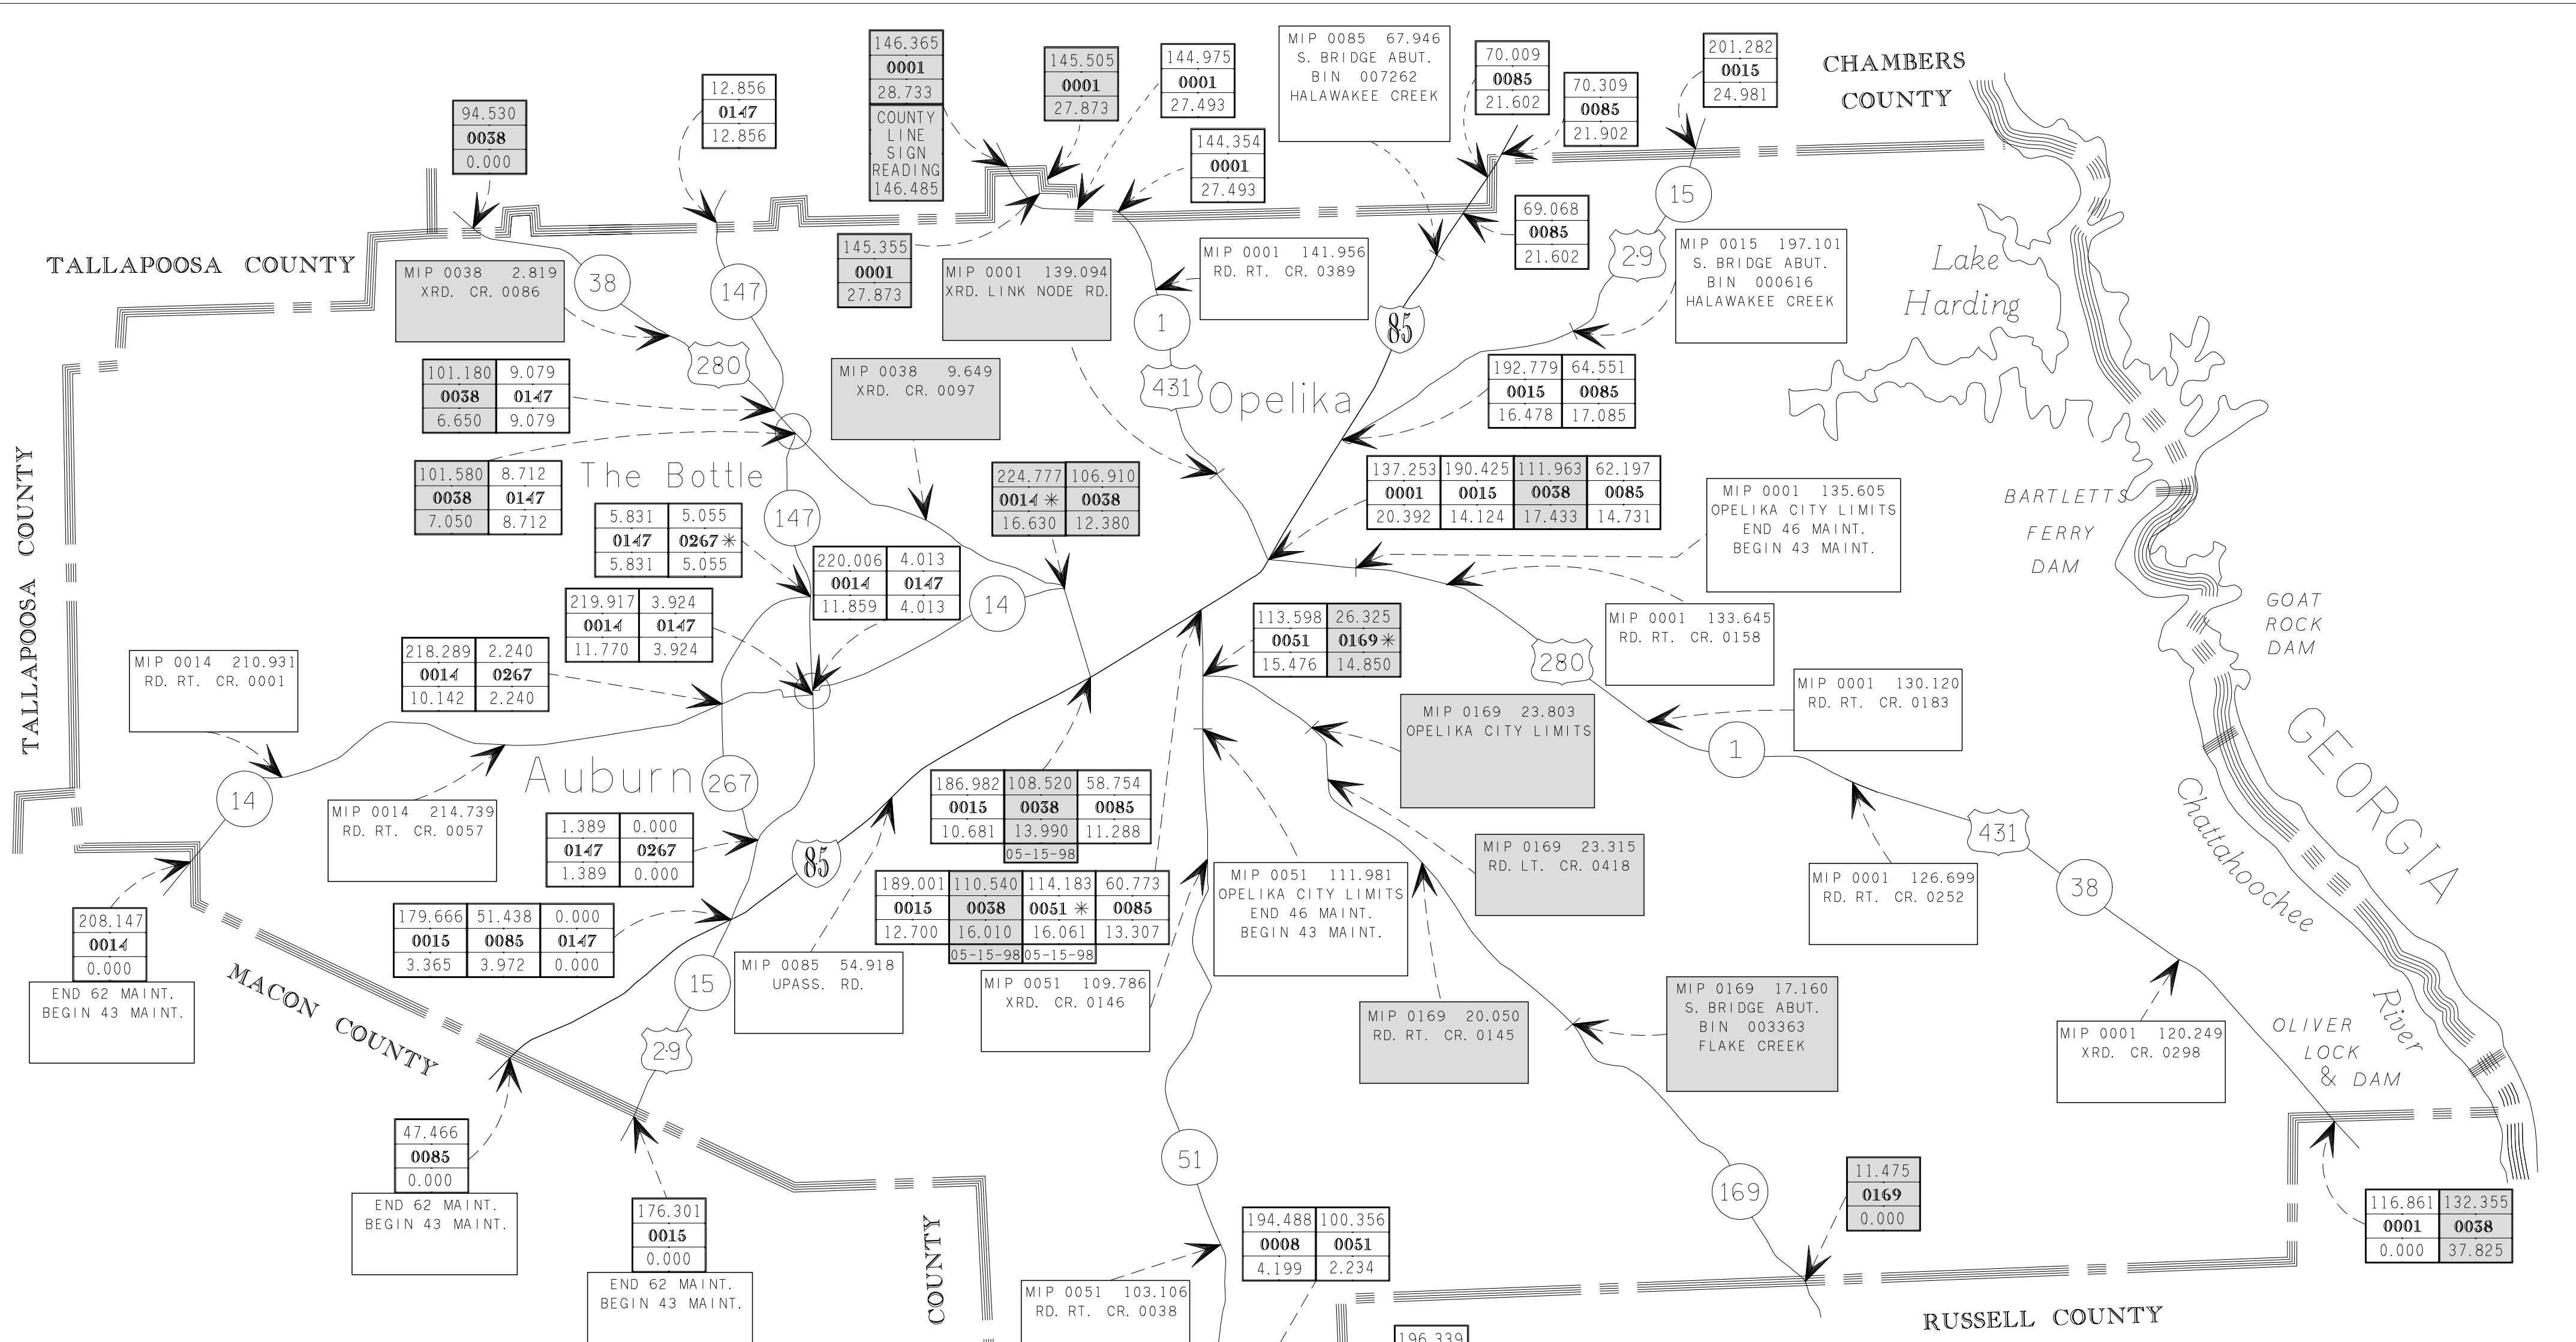 146.365
0001
28.733
COUNTY
LINE
SIGN
READING
146.485
145.505
0001
27.873
144.975
0001
27.493
MIP 0085 67.946
S. BRIDGE ABUT.
BIN 007262
HALAWAKEE CREEK
70.009
0085
21.602
70.309
0085
21.902
201.282
0015
24.981
CHAMBERS
COUNTY
94.530
0038
0.000
12.856
0147
12.856
144.354
0001
27.493
15
69.068
0085
21.602
TALLAPOOSA COUNTY
MIP 0038 2.819
XRD. CR. 0086
38
147
145.355
0001
27.873
MIP 0001 139.094
XRD. LINK NODE RD.
MIP 0001 141.956
RD. RT. CR. 0389
1
85
29
MIP 0015 197.101
S. BRIDGE ABUT.
BIN 000616
HALAWAKEE CREEK
Lake
Harding
280
431
Opelika
101.180 9.079
0038 0147
6.650 9.079
MIP 0038 9.649
XRD. CR. 0097
192.779 64.551
0015 0085
16.478 17.085
101.580 8.712
0038 0147
7.050 8.712
The Bottle
147
224.777 106.910
0014 * 0038
16.630 12.380
137.253 190.425 111.963 62.197
0001 0015 0038 0085
20.392 14.124 17.433 14.731
MIP 0001 135.605
OPELIKA CITY LIMITS
END 46 MAINT.
BEGIN 43 MAINT.
BARTLETTS
FERRY
DAM
TALLAPOOSA COUNTY
5.831 5.055
0147 0267 *
5.831 5.055
220.006 4.013
0014 0147
11.859 4.013
14
219.917 3.924
0014 0147
11.770 3.924
113.598 26.325
0051 0169 *
15.476 14.850
280
MIP 0001 133.645
RD. RT. CR. 0158
GOAT
ROCK
DAM
MIP 0014 210.931
RD. RT. CR. 0001
218.289 2.240
0014 0267
10.142 2.240
MIP 0169 23.803
OPELIKA CITY LIMITS
MIP 0001 130.120
RD. RT. CR. 0183
1
GEORGIA
14
MIP 0014 214.739
RD. RT. CR. 0057
Auburn
267
186.982 108.520 58.754
0015 0038 0085
10.681 13.990 11.288
05-15-98
1.389 0.000
0147 0267
1.389 0.000
85
MIP 0169 23.315
RD. LT. CR. 0418
431
Chattahoochee
River
189.001 110.540 114.183 60.773
0015 0038 0051 * 0085
12.700 16.010 16.061 13.307
05-15-98 05-15-98
MIP 0051 111.981
OPELIKA CITY LIMITS
END 46 MAINT.
BEGIN 43 MAINT.
MIP 0001 126.699
RD. RT. CR. 0252
38
208.147
0014
0.000
END 62 MAINT.
BEGIN 43 MAINT.
179.666 51.438 0.000
0015 0085 0147
3.365 3.972 0.000
MACON COUNTY
15
MIP 0085 54.918
UPASS. RD.
MIP 0051 109.786
XRD. CR. 0146
MIP 0169 20.050
RD. RT. CR. 0145
MIP 0169 17.160
S. BRIDGE ABUT.
BIN 003363
FLAKE CREEK
MIP 0001 120.249
XRD. CR. 0298
OLIVER
LOCK
& DAM
29
47.466
0085
0.000
END 62 MAINT.
BEGIN 43 MAINT.
176.301
0015
0.000
END 62 MAINT.
BEGIN 43 MAINT.
51
169
11.475
0169
0.000
116.861 132.355
0001 0038
0.000 37.825
COUNTY
194.488 100.356
0008 0051
4.199 2.234
MIP 0051 103.106
RD. RT. CR. 0038
RUSSELL COUNTY
196.339